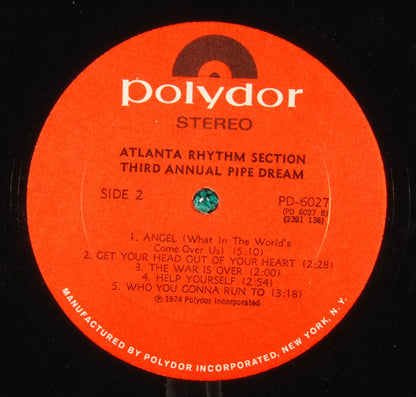 polydor
STEREO
ATLANTA RHYTHM SECTION
THIRD ANNUAL PIPE DREAM
SIDE 2
PD-6027
(PD 6027 B)
(2391 136)
1. ANGEL (What In The World's
Come Over Us) (5:10)
2. GET YOUR HEAD OUT OF YOUR HEART (2:28)
3. THE WAR IS OVER (2:00)
4. HELP YOURSELF (2:54)
5. WHO YOU GONNA RUN TO (3:18)
℗ 1974 Polydor Incorporated
MANUFACTURED BY POLYDOR INCORPORATED, NEW YORK, N. Y.